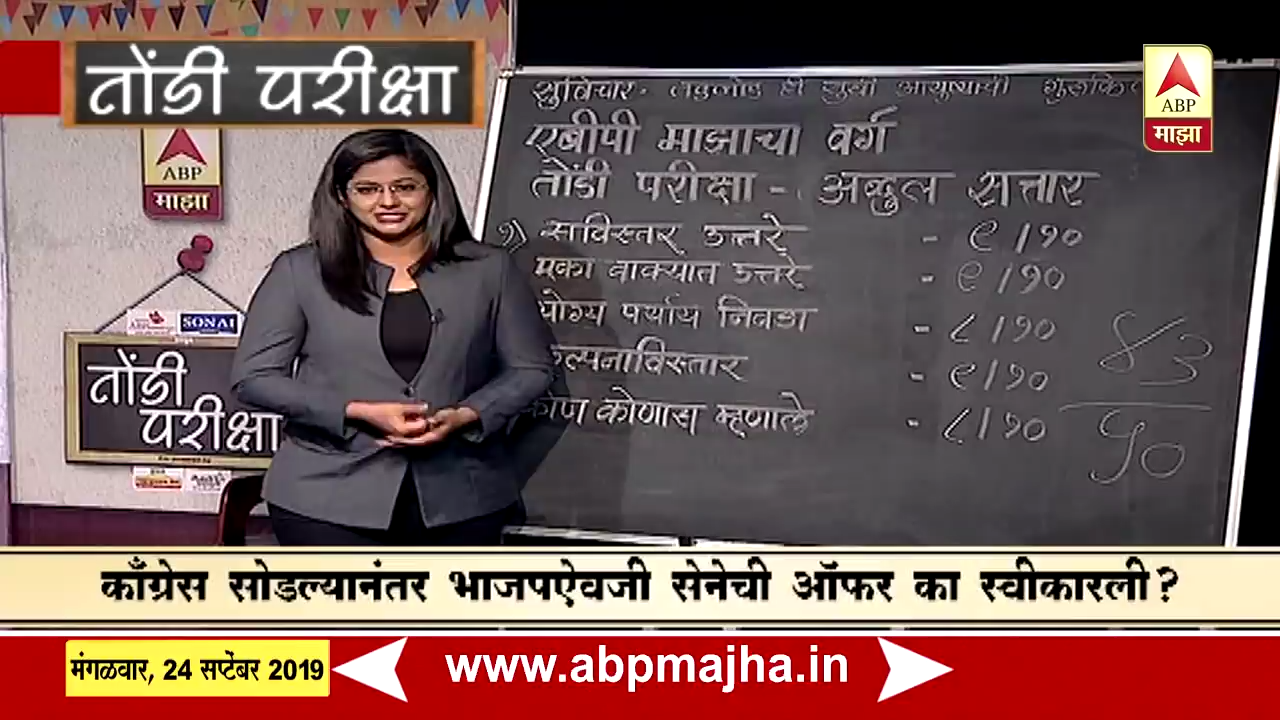 तोंडी परीक्षा
ABP
माझा
ABP
माझा
SONAI
तोंडी
परीक्षा
सुविचार - तडजोड ही सुखी आयुष्याची
एबीपी माझाचा वर्ग
तोंडी परीक्षा - अब्दुल सत्तार
१) सविस्तर उत्तरे - ९/१०
एका वाक्यात उत्तरे - ९/१०
योग्य पर्याय निवडा - ८/१०
कल्पनाविस्तार - ९/१०
कोण कोणास म्हणाले - ८/१०
४३
५०
काँग्रेस सोडल्यानंतर भाजपऐवजी सेनेची ऑफर का स्वीकारली?
मंगळवार, 24 सप्टेंबर 2019
www.abpmajha.in